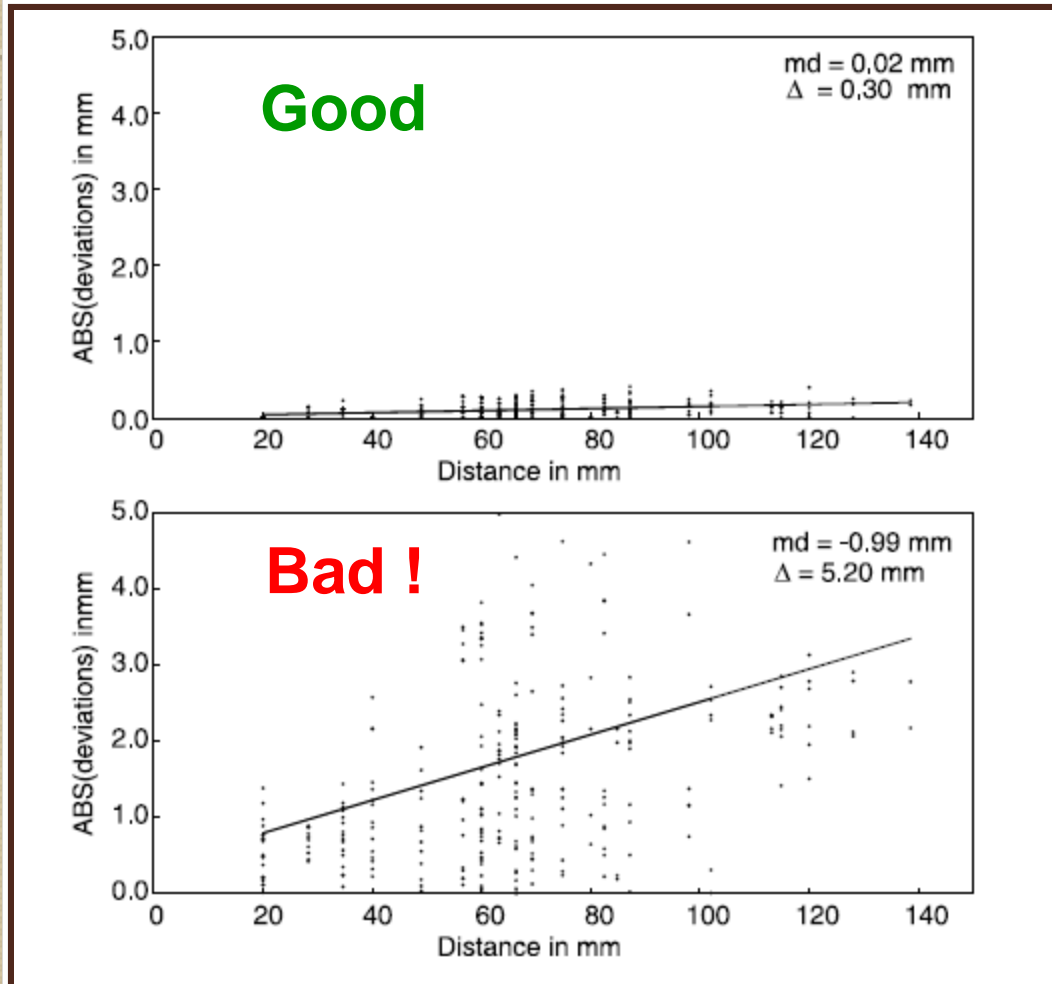 5.0
md = 0,02 mm
Δ = 0,30 mm
Good
4.0
3.0
2.0
1.0
0.0
ABS(deviations) in mm
0 20 40 60 80 100 120 140
Distance in mm
5.0
md = -0.99 mm
Δ = 5.20 mm
Bad !
4.0
3.0
2.0
1.0
0.0
ABS(deviations) inmm
0 20 40 60 80 100 120 140
Distance in mm